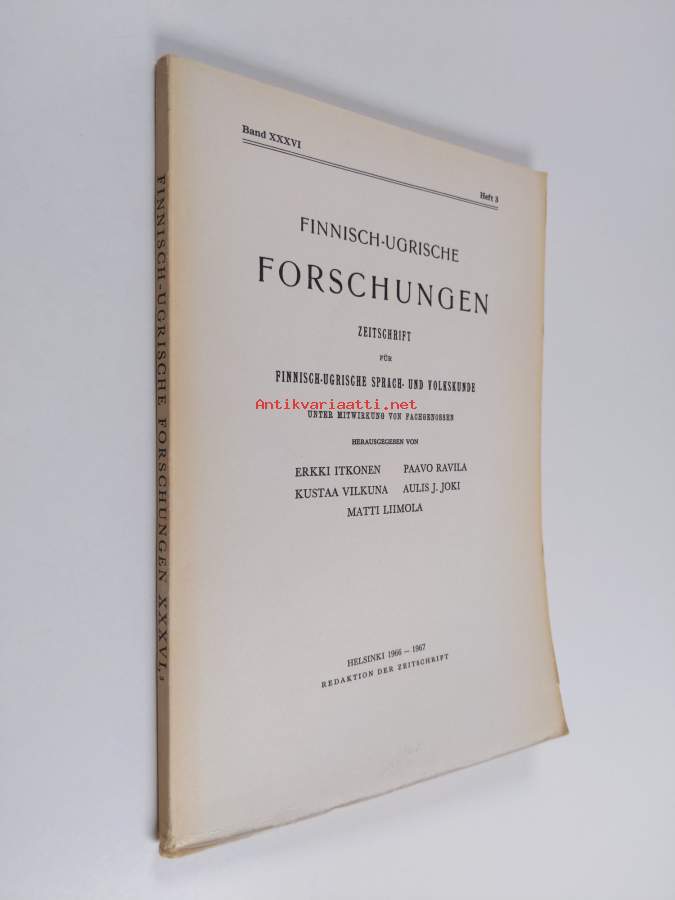 Band XXXVI
Heft 3
FINNISCH-UGRISCHE
FORSCHUNGEN
ZEITSCHRIFT
FÜR
FINNISCH-UGRISCHE SPRACH- UND VOLKSKUNDE
Antikvariaatti.net
UNTER MITWIRKUNG VON FACHGENOSSEN
HERAUSGEGEBEN VON
ERKKI ITKONEN PAAVO RAVILA
KUSTAA VILKUNA AULIS J. JOKI
MATTI LIIMOLA
HELSINKI 1966 – 1967
REDAKTION DER ZEITSCHRIFT
FINNISCH-UGRISCHE FORSCHUNGEN XXXVI,3